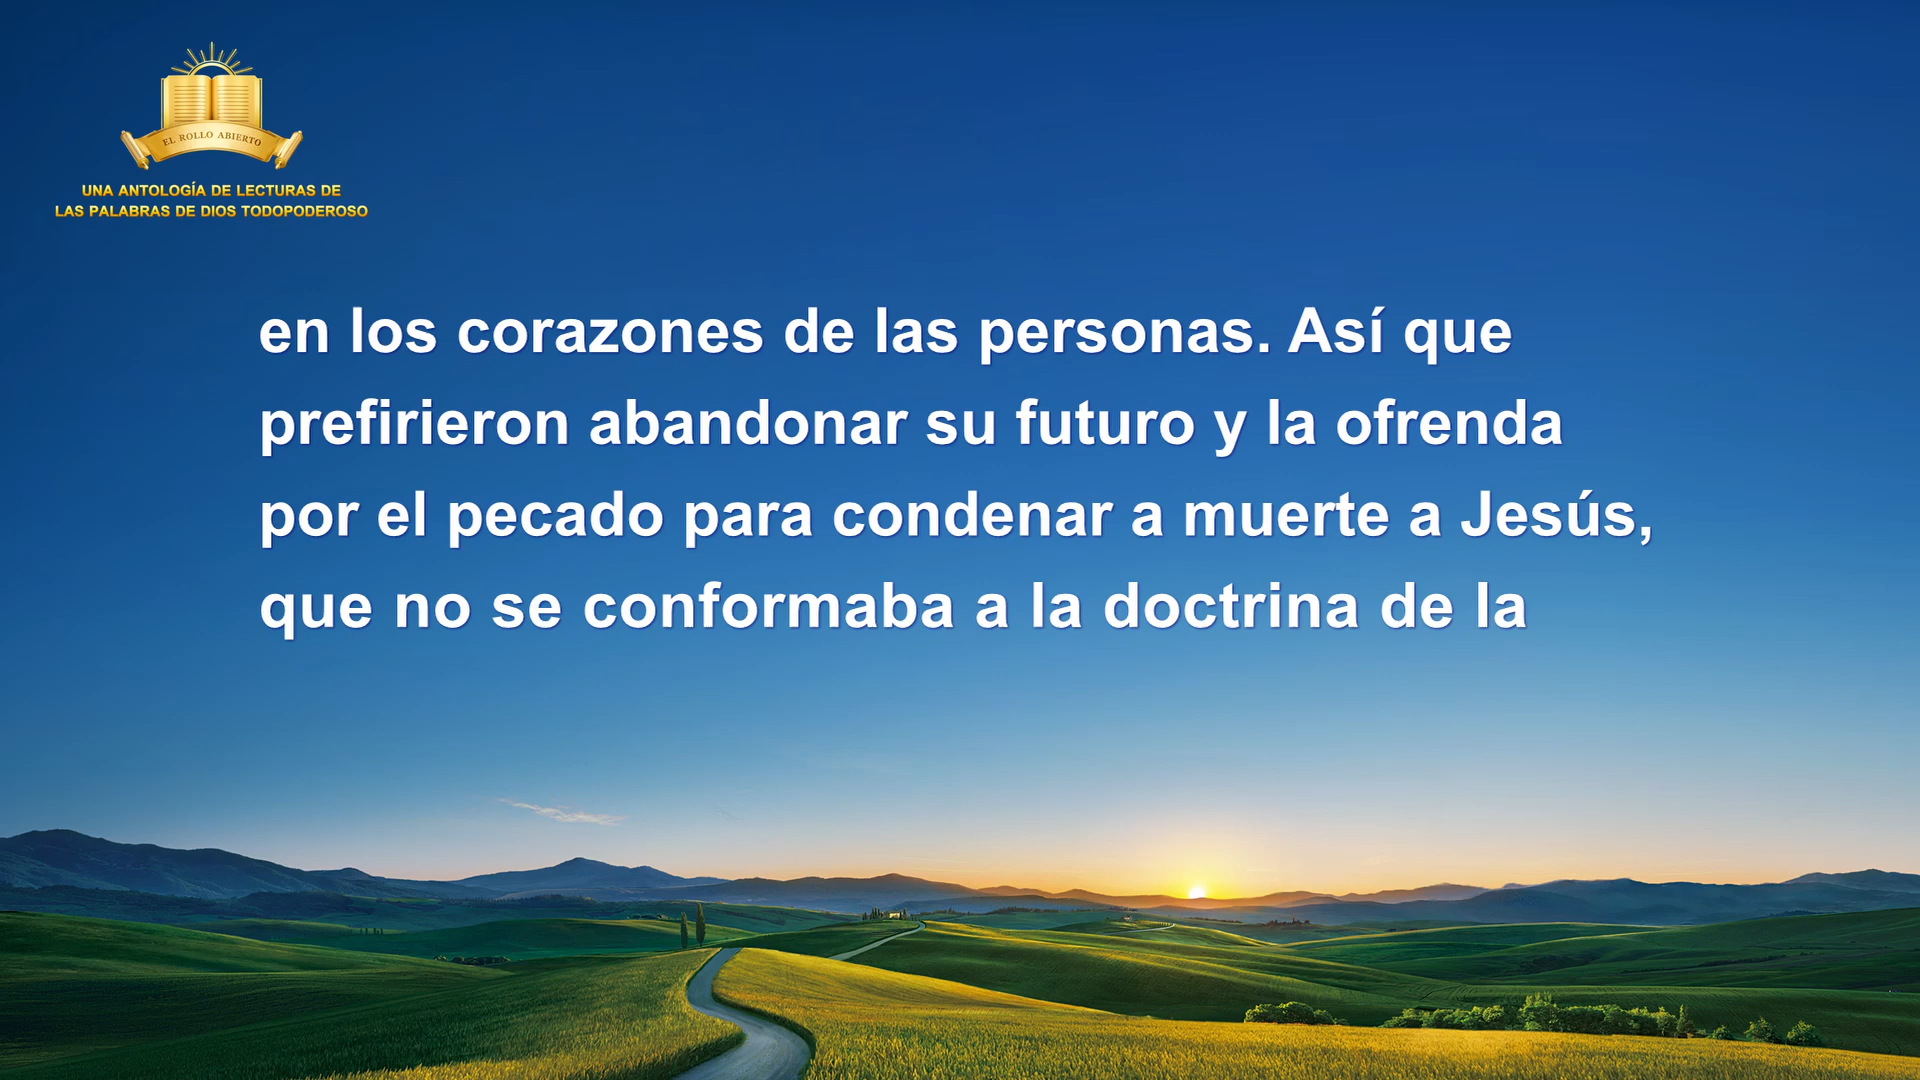 EL ROLLO ABIERTO
UNA ANTOLOGÍA DE LECTURAS DE
LAS PALABRAS DE DIOS TODOPODEROSO
en los corazones de las personas. Así que
prefirieron abandonar su futuro y la ofrenda
por el pecado para condenar a muerte a Jesús,
que no se conformaba a la doctrina de la